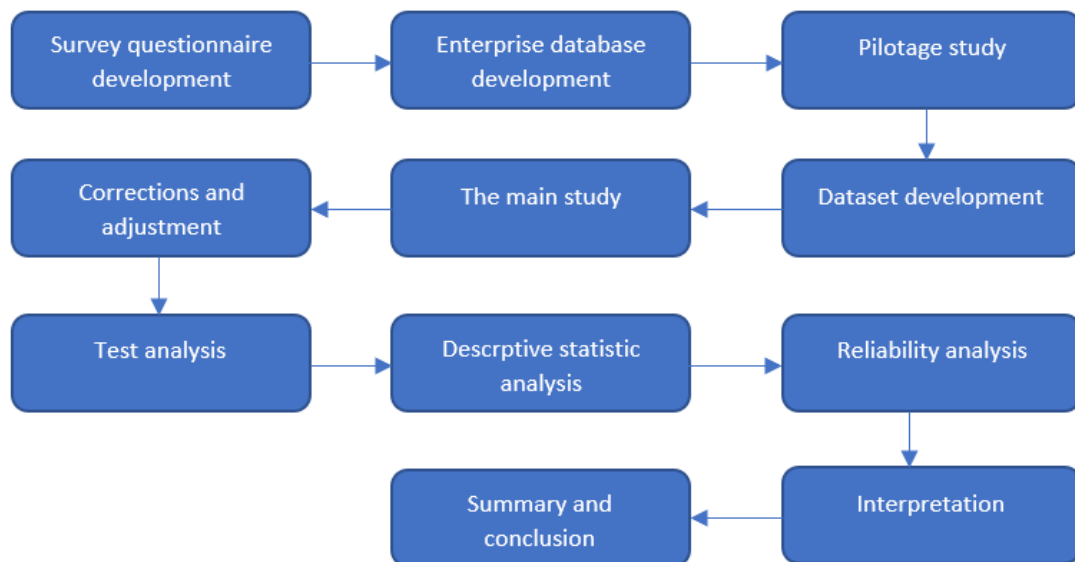 Survey questionnaire
development
Enterprise database
development
Pilotage study
Dataset development
The main study
Corrections and
adjustment
Test analysis
Descrptive statistic
analysis
Reliability analysis
Interpretation
Summary and
conclusion